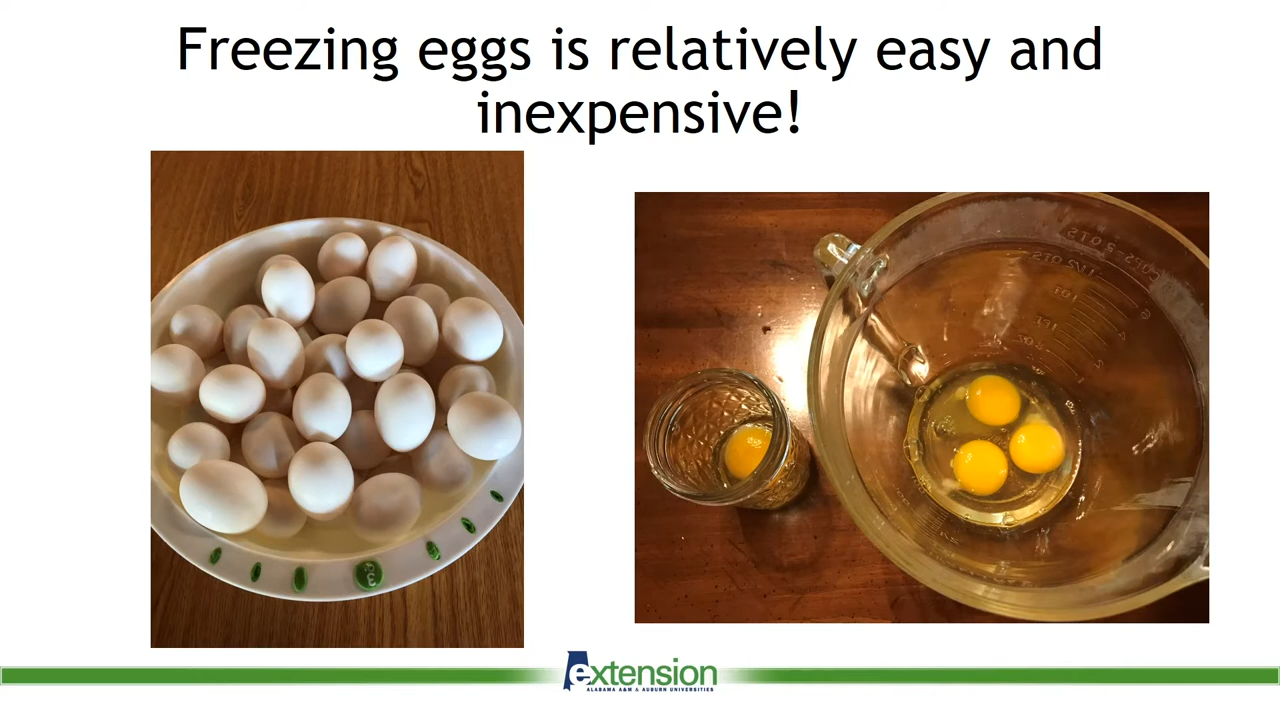 Freezing eggs is relatively easy and
inexpensive!
extension
ALABAMA A&M & AUBURN UNIVERSITIES